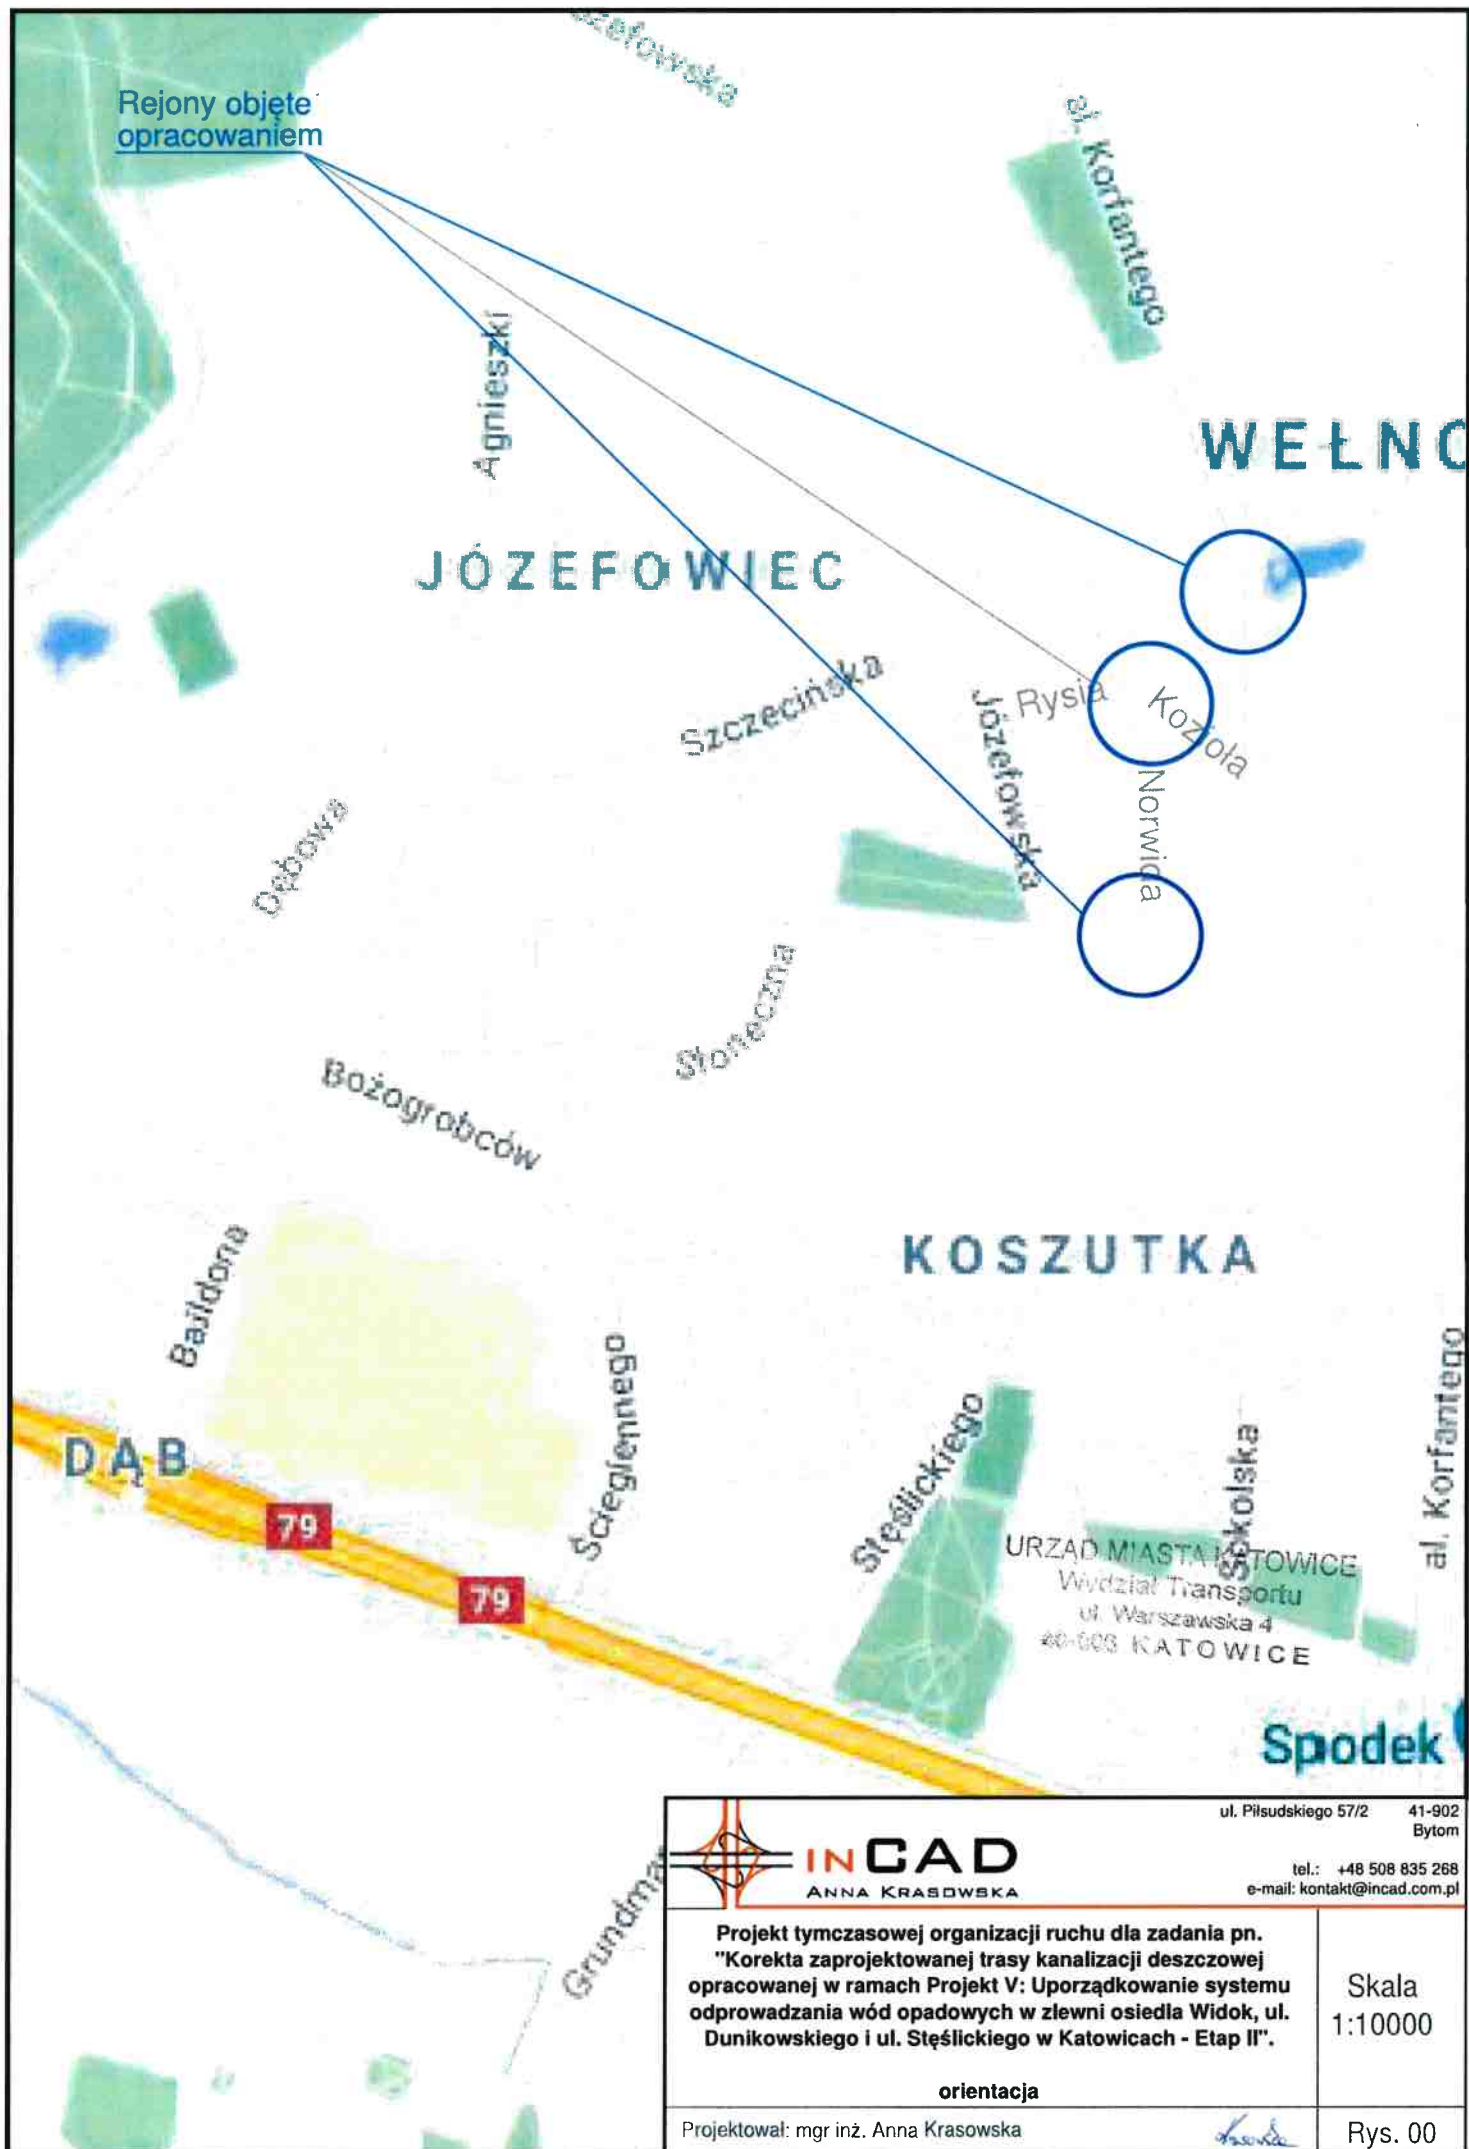 Rejony objęte
opracowaniem
al. Korfantego
Agnieszki
WEŁNO
JÓZEFOWIEC
Szczecińska
Józefowska
Rysia
Kozioła
Norwida
Dębowa
Słoneczna
Bożogrobców
KOSZUTKA
Baildona
Ściegiennego
DĄB
79
79
Stęślickiego
Sokolska
al. Korfantego
URZĄD MIASTA KATOWICE
Wydział Transportu
ul. Warszawska 4
KATOWICE
Spodek
Grundma
INCAD
ANNA KRASOWSKA
ul. Piłsudskiego 57/2 41-902
Bytom
tel.: +48 508 835 268
e-mail: kontakt@incad.com.pl
Projekt tymczasowej organizacji ruchu dla zadania pn.
"Korekta zaprojektowanej trasy kanalizacji deszczowej
opracowanej w ramach Projekt V: Uporządkowanie systemu
odprowadzania wód opadowych w zlewni osiedla Widok, ul.
Dunikowskiego i ul. Stęślickiego w Katowicach - Etap II".
orientacja
Skala
1:10000
Projektował: mgr inż. Anna Krasowska
Rys. 00